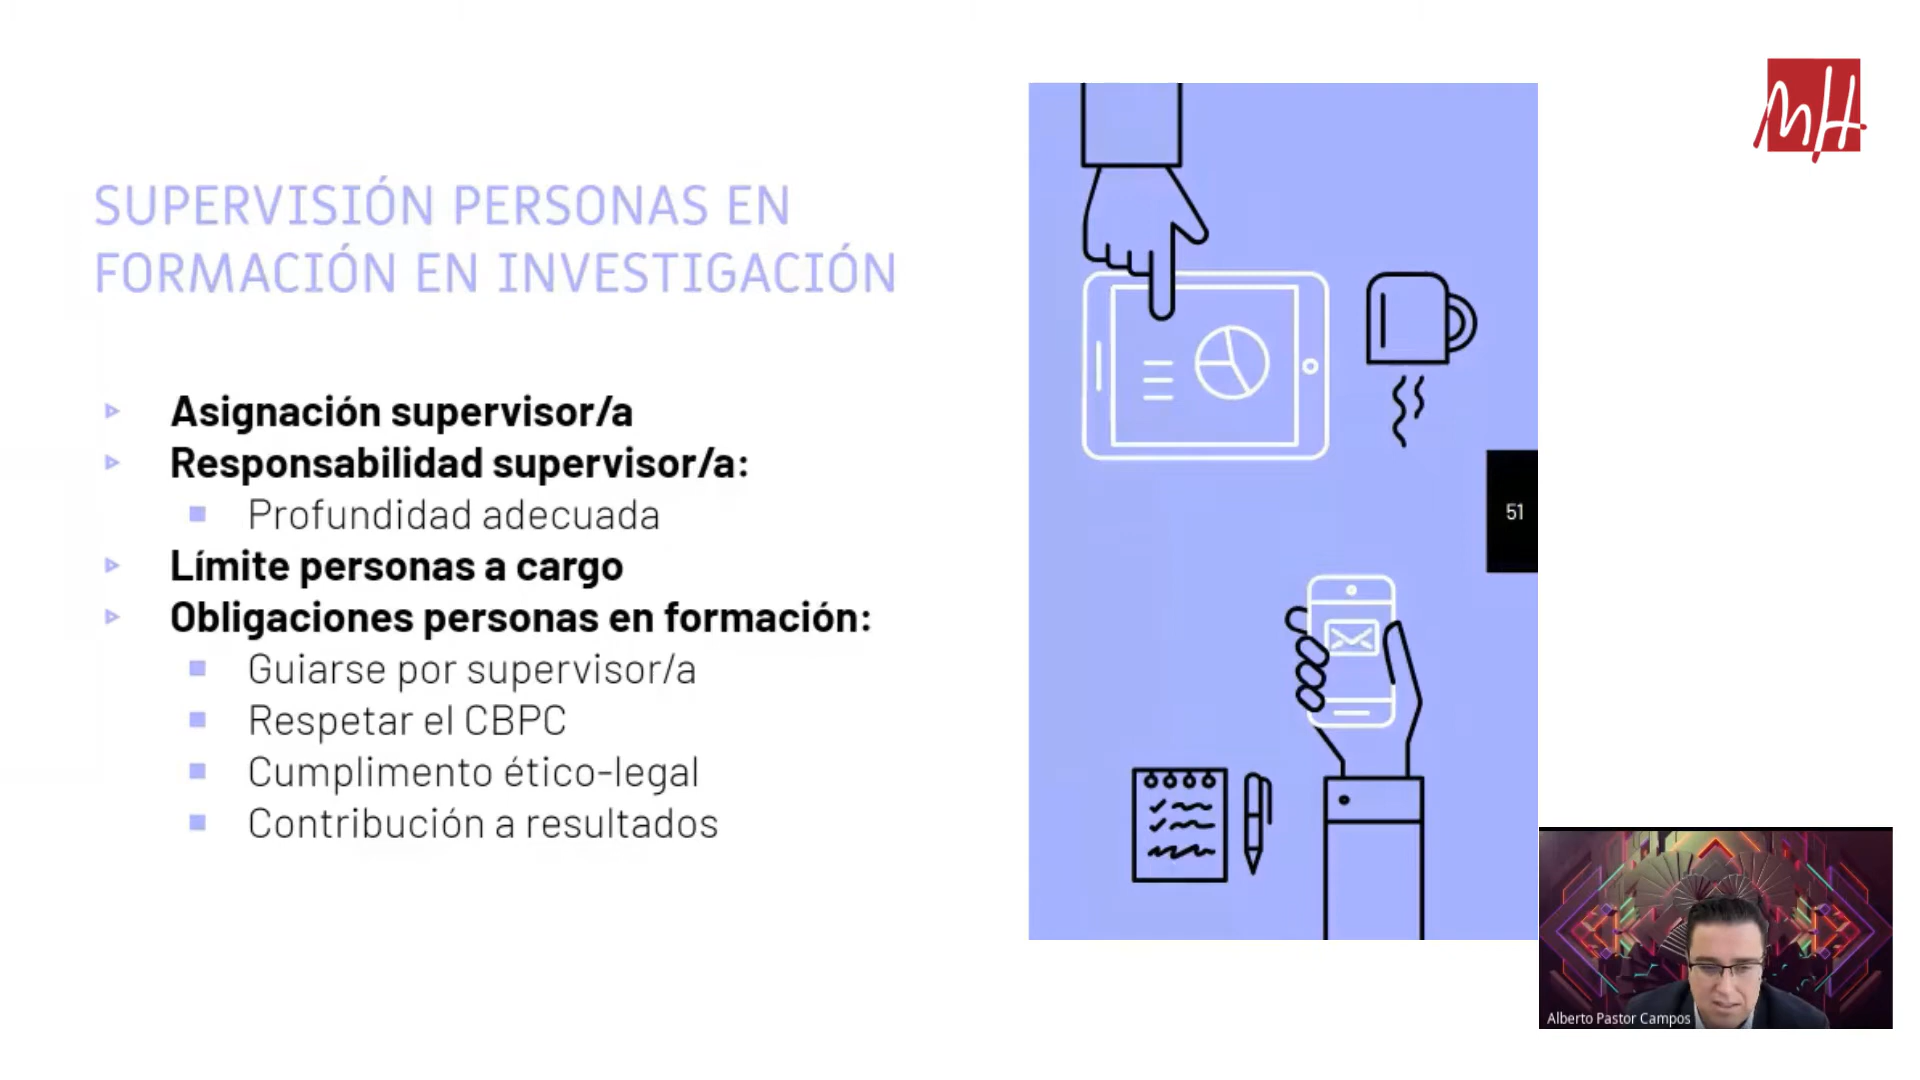 SUPERVISIÓN PERSONAS EN
FORMACIÓN EN INVESTIGACIÓN
Asignación supervisor/a
Responsabilidad supervisor/a:
Profundidad adecuada
Límite personas a cargo
Obligaciones personas en formación:
Guiarse por supervisor/a
Respetar el CBPC
Cumplimento ético-legal
Contribución a resultados
51
MH
Alberto Pastor Campos